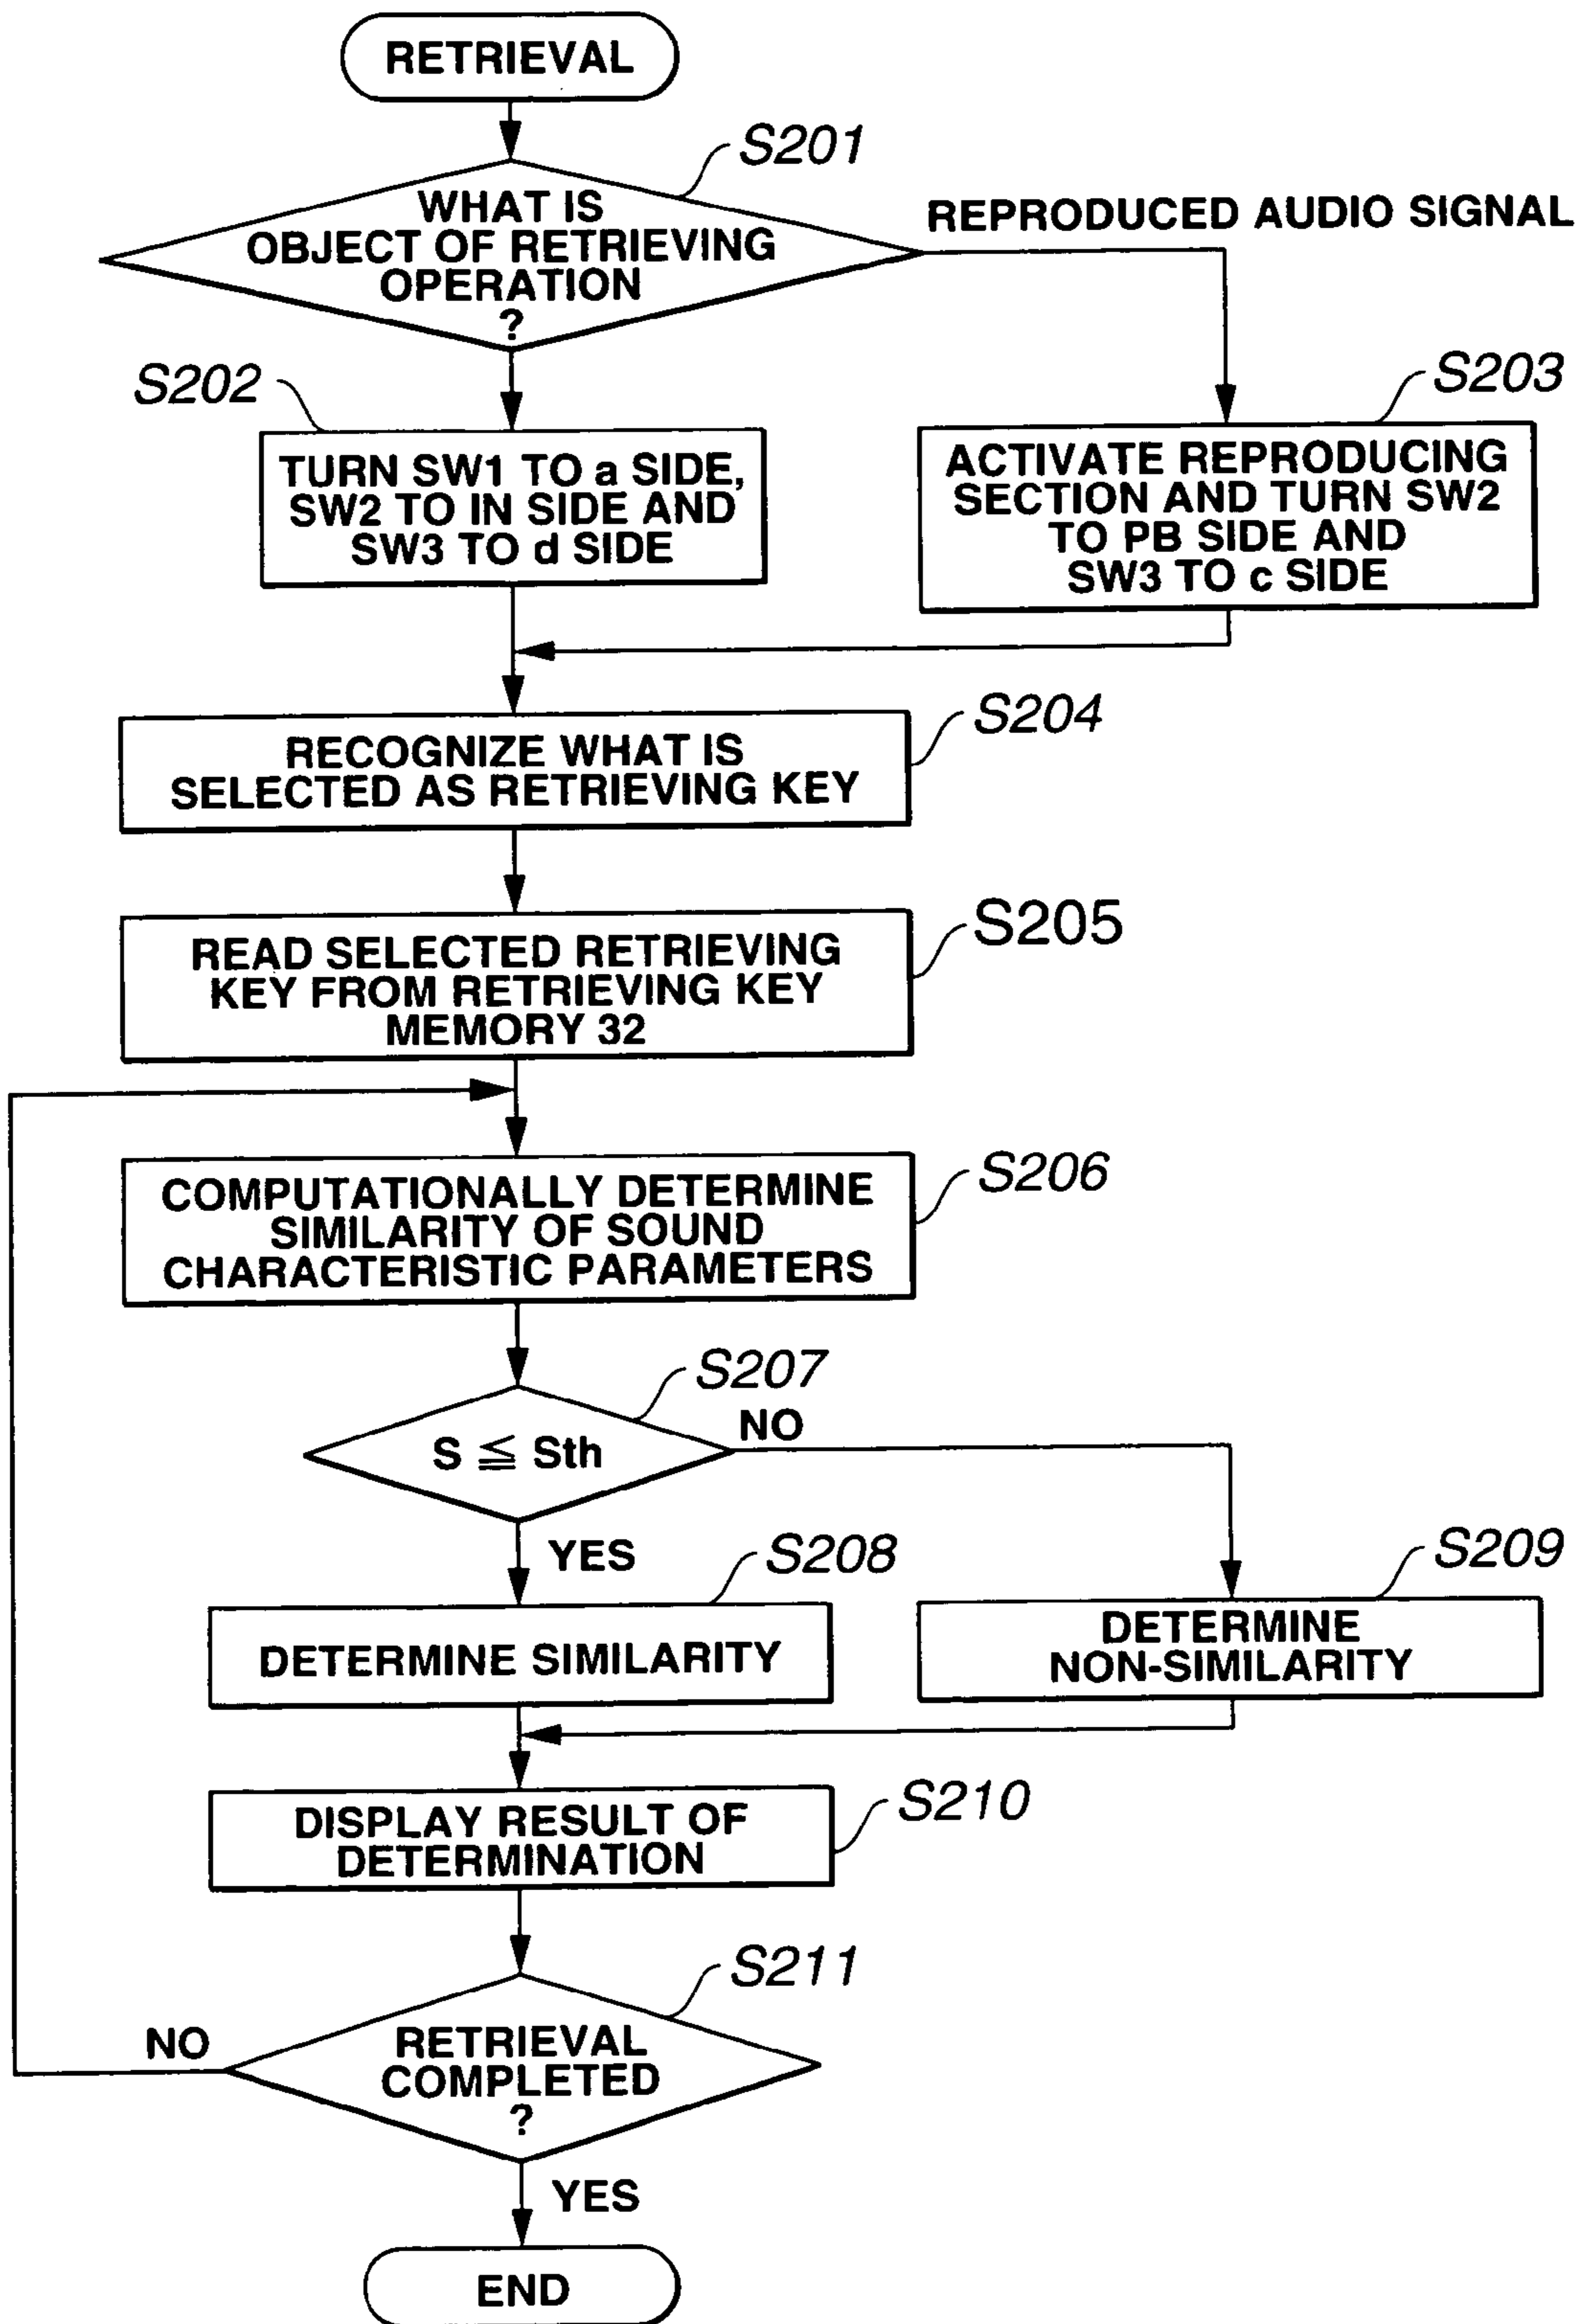 RETRIEVAL
S201
WHAT IS
OBJECT OF RETRIEVING
OPERATION
?
REPRODUCED AUDIO SIGNAL
S202
TURN SW1 TO a SIDE,
SW2 TO IN SIDE AND
SW3 TO d SIDE
S203
ACTIVATE REPRODUCING
SECTION AND TURN SW2
TO PB SIDE AND
SW3 TO c SIDE
S204
RECOGNIZE WHAT IS
SELECTED AS RETRIEVING KEY
S205
READ SELECTED RETRIEVING
KEY FROM RETRIEVING KEY
MEMORY 32
S206
COMPUTATIONALLY DETERMINE
SIMILARITY OF SOUND
CHARACTERISTIC PARAMETERS
S207
S ≦ Sth
NO
YES
S208
DETERMINE SIMILARITY
S209
DETERMINE
NON-SIMILARITY
S210
DISPLAY RESULT OF
DETERMINATION
S211
RETRIEVAL
COMPLETED
?
NO
YES
END